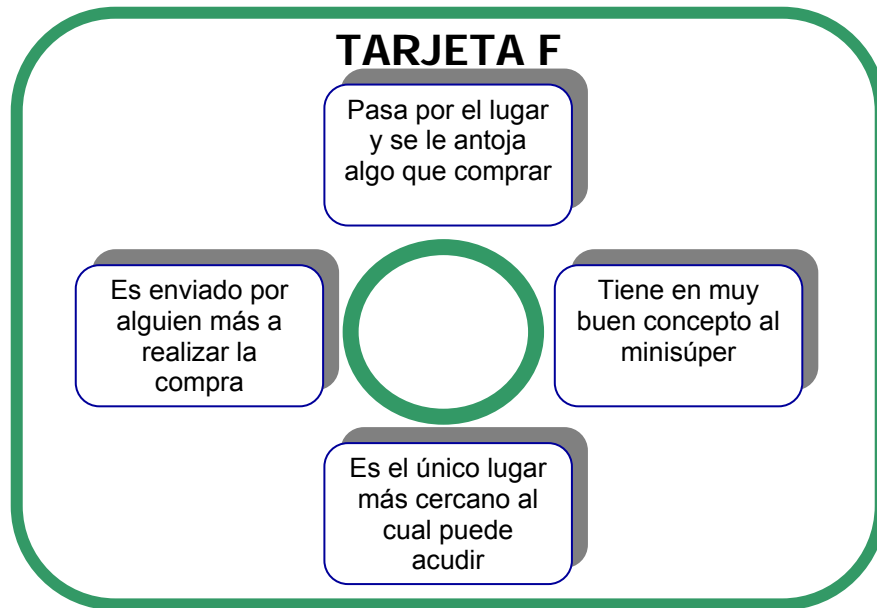 TARJETA F
Pasa por el lugar
y se le antoja
algo que comprar
Es enviado por
alguien más a
realizar la
compra
Tiene en muy
buen concepto al
minisúper
Es el único lugar
más cercano al
cual puede
acudir